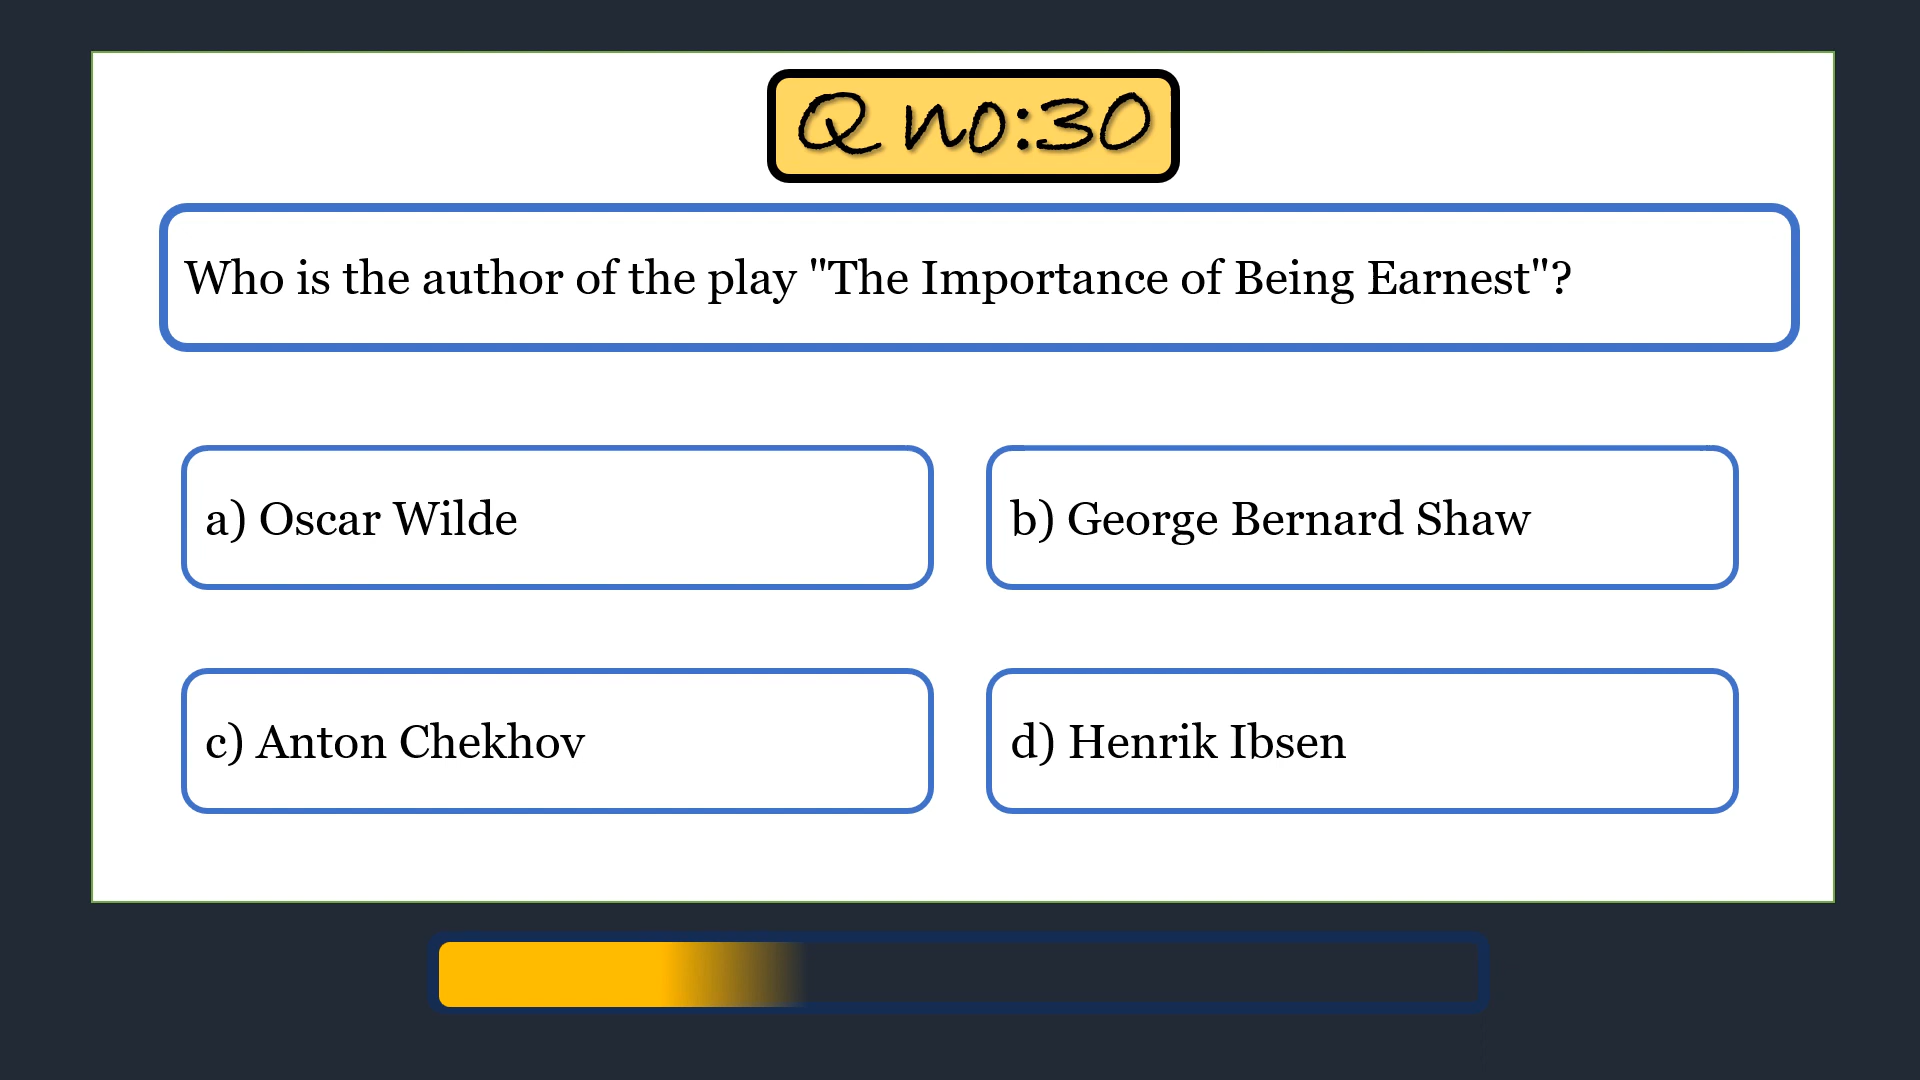 Q no:30
Who is the author of the play "The Importance of Being Earnest"?
a) Oscar Wilde
b) George Bernard Shaw
c) Anton Chekhov
d) Henrik Ibsen